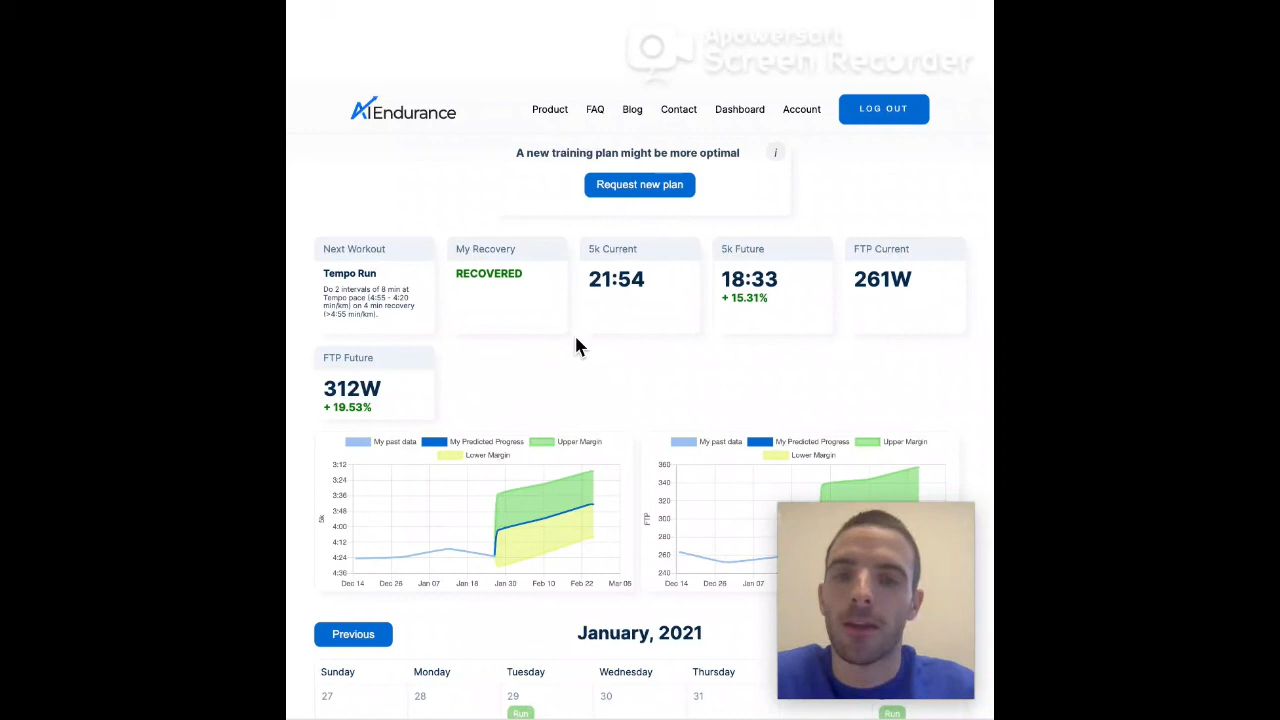 Apowersoft
Screen Recorder
AIEndurance
Product FAQ Blog Contact Dashboard Account LOG OUT
A new training plan might be more optimal i
Request new plan
Next Workout My Recovery 5k Current 5k Future FTP Current
Tempo Run
Do 2 intervals of 8 min at
Tempo pace (4:55 - 4:20
min/km) on 4 min recovery
(>4:55 min/km).
RECOVERED
21:54
18:33
+ 15.31%
261W
FTP Future
312W
+ 19.53%
My past data My Predicted Progress Upper Margin
Lower Margin
3:12
3:24
3:36
3:48
4:00
4:12
4:24
4:36
5k
Dec 14 Dec 26 Jan 07 Jan 18 Jan 30 Feb 10 Feb 22 Mar 05
My past data My Predicted Progress Upper Margin
Lower Margin
360
340
320
300
280
260
240
FTP
Dec 14 Dec 26 Jan 07
Previous January, 2021
Sunday Monday Tuesday Wednesday Thursday
27 28 29 30 31
Run Run